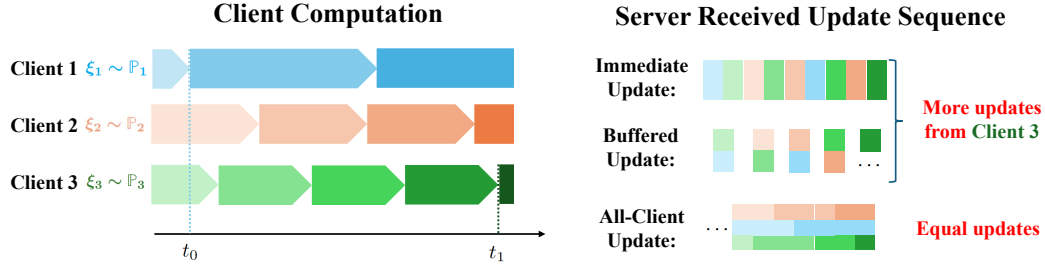 Client Computation
Client 1 ξ₁ ∼ ℙ₁
Client 2 ξ₂ ∼ ℙ₂
Client 3 ξ₃ ∼ ℙ₃
t₀
t₁
Server Received Update Sequence
Immediate
Update:
Buffered
Update:
...
More updates
from Client 3
All-Client
Update:
...
Equal updates